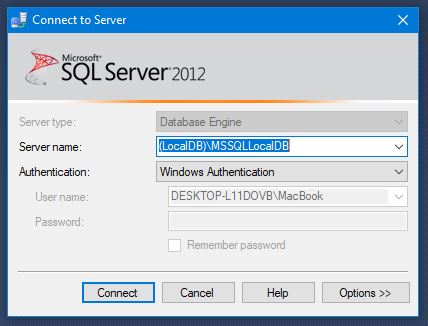 Connect to Server
Microsoft®
SQL Server 2012
Server type: Database Engine
Server name: (LocalDB)\MSSQLLocalDB
Authentication: Windows Authentication
User name: DESKTOP-L11DOVB\MacBook
Password:
Remember password
Connect Cancel Help Options >>